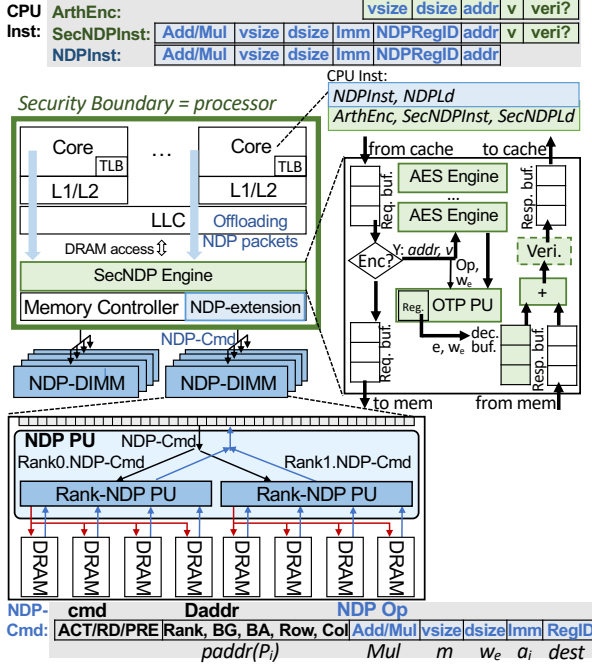 CPU ArthEnc: vsize dsize addr v veri?
Inst: SecNDPInst: Add/Mul vsize dsize Imm NDPRegID addr v veri?
NDPInst: Add/Mul vsize dsize Imm NDPRegID addr
CPU Inst:
NDPInst, NDPLd
ArthEnc, SecNDPInst, SecNDPLd
Security Boundary = processor
Core
TLB
L1/L2
...
Core
TLB
L1/L2
LLC
Offloading
NDP packets
DRAM access
SecNDP Engine
Memory Controller
NDP-extension
NDP-Cmd
NDP-DIMM
NDP-DIMM
from cache
to cache
Req. buf.
AES Engine
...
AES Engine
Resp. buf.
Enc?
Y: addr, v
Op,
wₑ
Veri.
+
Reg.
OTP PU
Req. buf.
e, wₑ
dec.
buf.
Resp. buf.
to mem
from mem
NDP PU
NDP-Cmd
Rank0.NDP-Cmd
Rank1.NDP-Cmd
Rank-NDP PU
Rank-NDP PU
DRAM
DRAM
DRAM
DRAM
DRAM
DRAM
DRAM
DRAM
NDP- cmd Daddr NDP Op
Cmd: ACT/RD/PRE Rank, BG, BA, Row, Col Add/Mul vsize dsize Imm RegID
paddr(Pᵢ) Mul m wₑ aᵢ dest